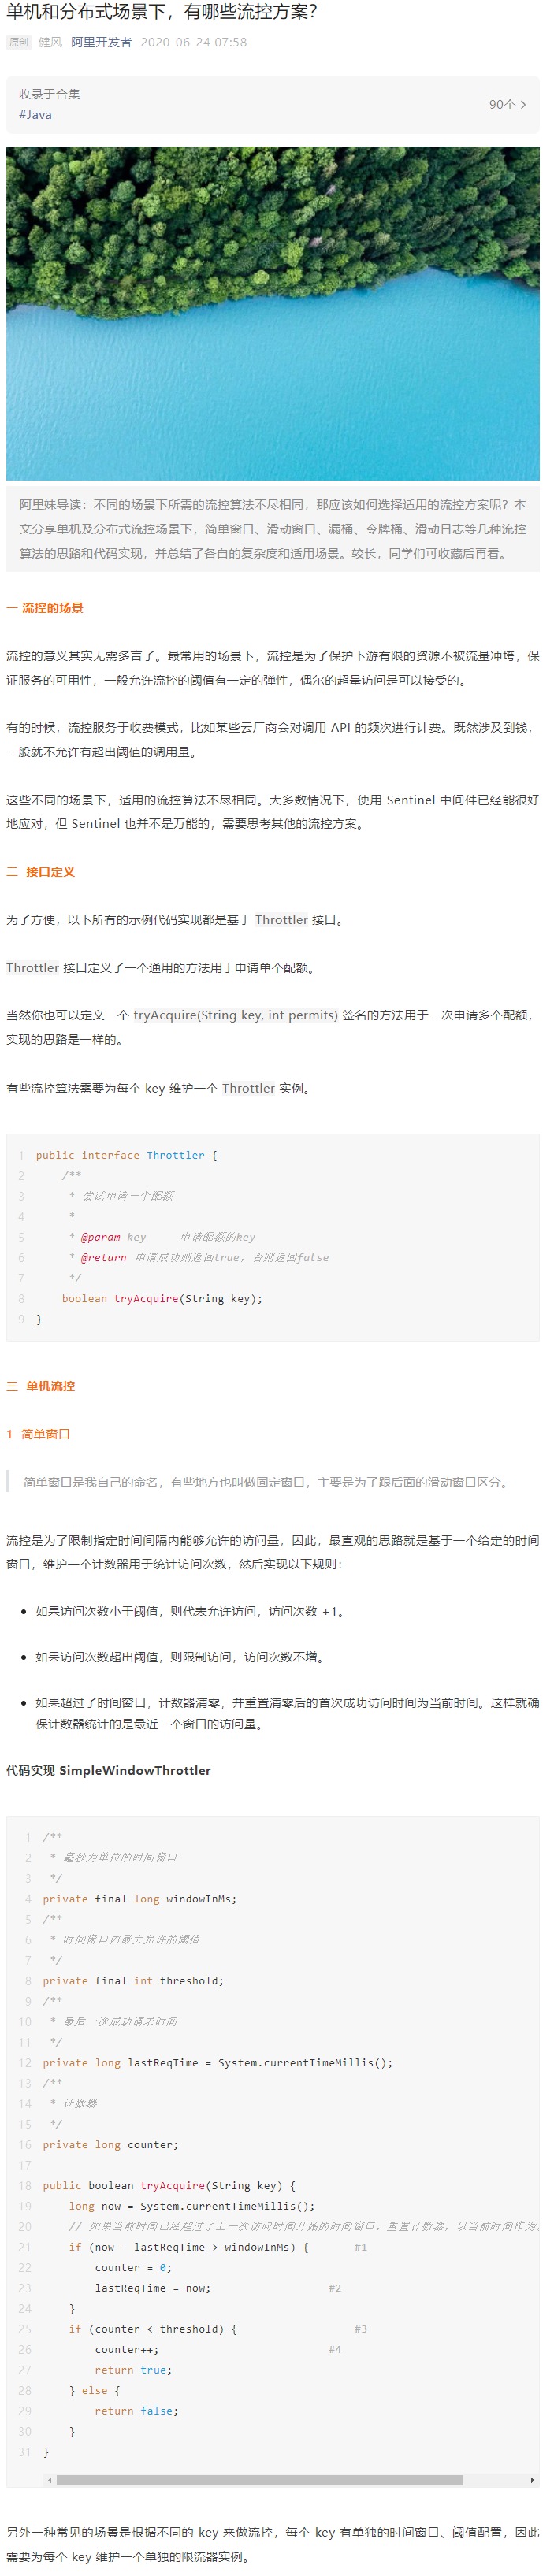 单机和分布式场景下，有哪些流控方案？
原创 健风 阿里开发者 2020-06-24 07:58
收录于合集
#Java
90个 >
阿里妹导读：不同的场景下所需的流控算法不尽相同，那应该如何选择适用的流控方案呢？本
文分享单机及分布式流控场景下，简单窗口、滑动窗口、漏桶、令牌桶、滑动日志等几种流控
算法的思路和代码实现，并总结了各自的复杂度和适用场景。较长，同学们可收藏后再看。
一 流控的场景
流控的意义其实无需多言了。最常用的场景下，流控是为了保护下游有限的资源不被流量冲垮，保
证服务的可用性，一般允许流控的阈值有一定的弹性，偶尔的超量访问是可以接受的。
有的时候，流控服务于收费模式，比如某些云厂商会对调用 API 的频次进行计费。既然涉及到钱，
一般就不允许有超出阈值的调用量。
这些不同的场景下，适用的流控算法不尽相同。大多数情况下，使用 Sentinel 中间件已经能很好
地应对，但 Sentinel 也并不是万能的，需要思考其他的流控方案。
二 接口定义
为了方便，以下所有的示例代码实现都是基于 Throttler 接口。
Throttler 接口定义了一个通用的方法用于申请单个配额。
当然你也可以定义一个 tryAcquire(String key, int permits) 签名的方法用于一次申请多个配额，
实现的思路是一样的。
有些流控算法需要为每个 key 维护一个 Throttler 实例。
1 public interface Throttler {
2     /**
3      * 尝试申请一个配额
4      *
5      * @param key     申请配额的key
6      * @return 申请成功则返回true，否则返回false
7      */
8     boolean tryAcquire(String key);
9 }
三 单机流控
1 简单窗口
简单窗口是我自己的命名，有些地方也叫做固定窗口，主要是为了跟后面的滑动窗口区分。
流控是为了限制指定时间间隔内能够允许的访问量，因此，最直观的思路就是基于一个给定的时间
窗口，维护一个计数器用于统计访问次数，然后实现以下规则：
• 如果访问次数小于阈值，则代表允许访问，访问次数 +1。
• 如果访问次数超出阈值，则限制访问，访问次数不增。
• 如果超过了时间窗口，计数器清零，并重置清零后的首次成功访问时间为当前时间。这样就确
保计数器统计的是最近一个窗口的访问量。
代码实现 SimpleWindowThrottler
1 /**
2  * 毫秒为单位的时间窗口
3  */
4 private final long windowInMs;
5 /**
6  * 时间窗口内最大允许的阈值
7  */
8 private final int threshold;
9 /**
10  * 最后一次成功请求时间
11  */
12 private long lastReqTime = System.currentTimeMillis();
13 /**
14  * 计数器
15  */
16 private long counter;
17
18 public boolean tryAcquire(String key) {
19     long now = System.currentTimeMillis();
20     // 如果当前时间已经超过了上一次访问时间开始的时间窗口，重置计数器，以当前时间作为
21     if (now - lastReqTime > windowInMs) {       #1
22         counter = 0;
23         lastReqTime = now;                  #2
24     }
25     if (counter < threshold) {              #3
26         counter++;                          #4
27         return true;
28     } else {
29         return false;
30     }
31 }
另外一种常见的场景是根据不同的 key 来做流控，每个 key 有单独的时间窗口、阈值配置，因此
需要为每个 key 维护一个单独的限流器实例。